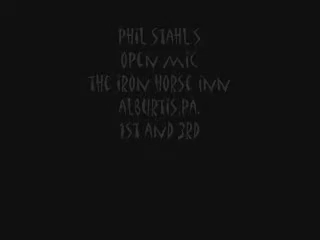 PHIL STAHL S
OPEN MIC
THE IRON HORSE INN
ALBURTIS,PA.
1ST AND 3RD